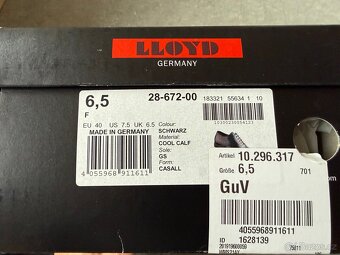 LLOYD
GERMANY
6,5
28-672-00
183321 55634 1 10
F
EU 40 US 7.5 UK 6.5
MADE IN GERMANY
Colour:
SCHWARZ
Material:
COOL CALF
Sole:
GS
Form:
CASALL
4 055968 911611
Artikel 10.296.317
Größe 6,5 701
GuV
4055968911611
ID 1628139